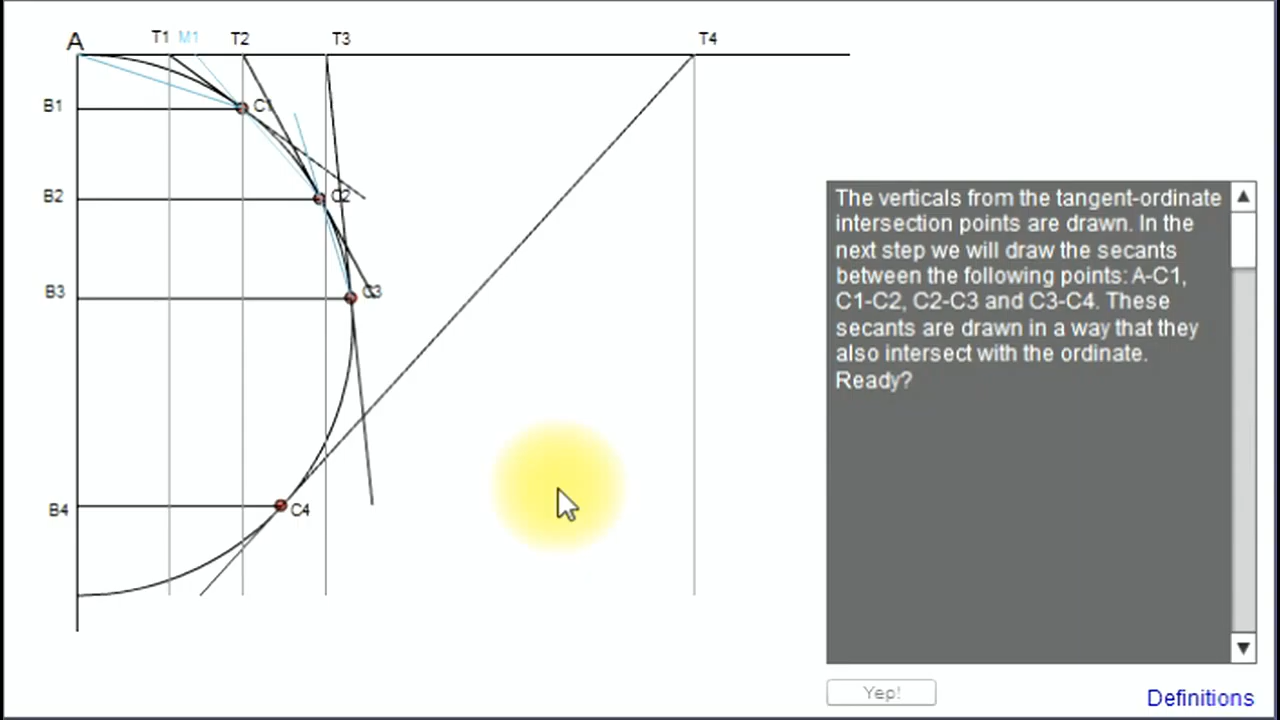 A
T1
M1
T2
T3
T4
B1
C1
B2
C2
B3
C3
B4
C4
The verticals from the tangent-ordinate
intersection points are drawn. In the
next step we will draw the secants
between the following points: A-C1,
C1-C2, C2-C3 and C3-C4. These
secants are drawn in a way that they
also intersect with the ordinate.
Ready?
Yep!
Definitions